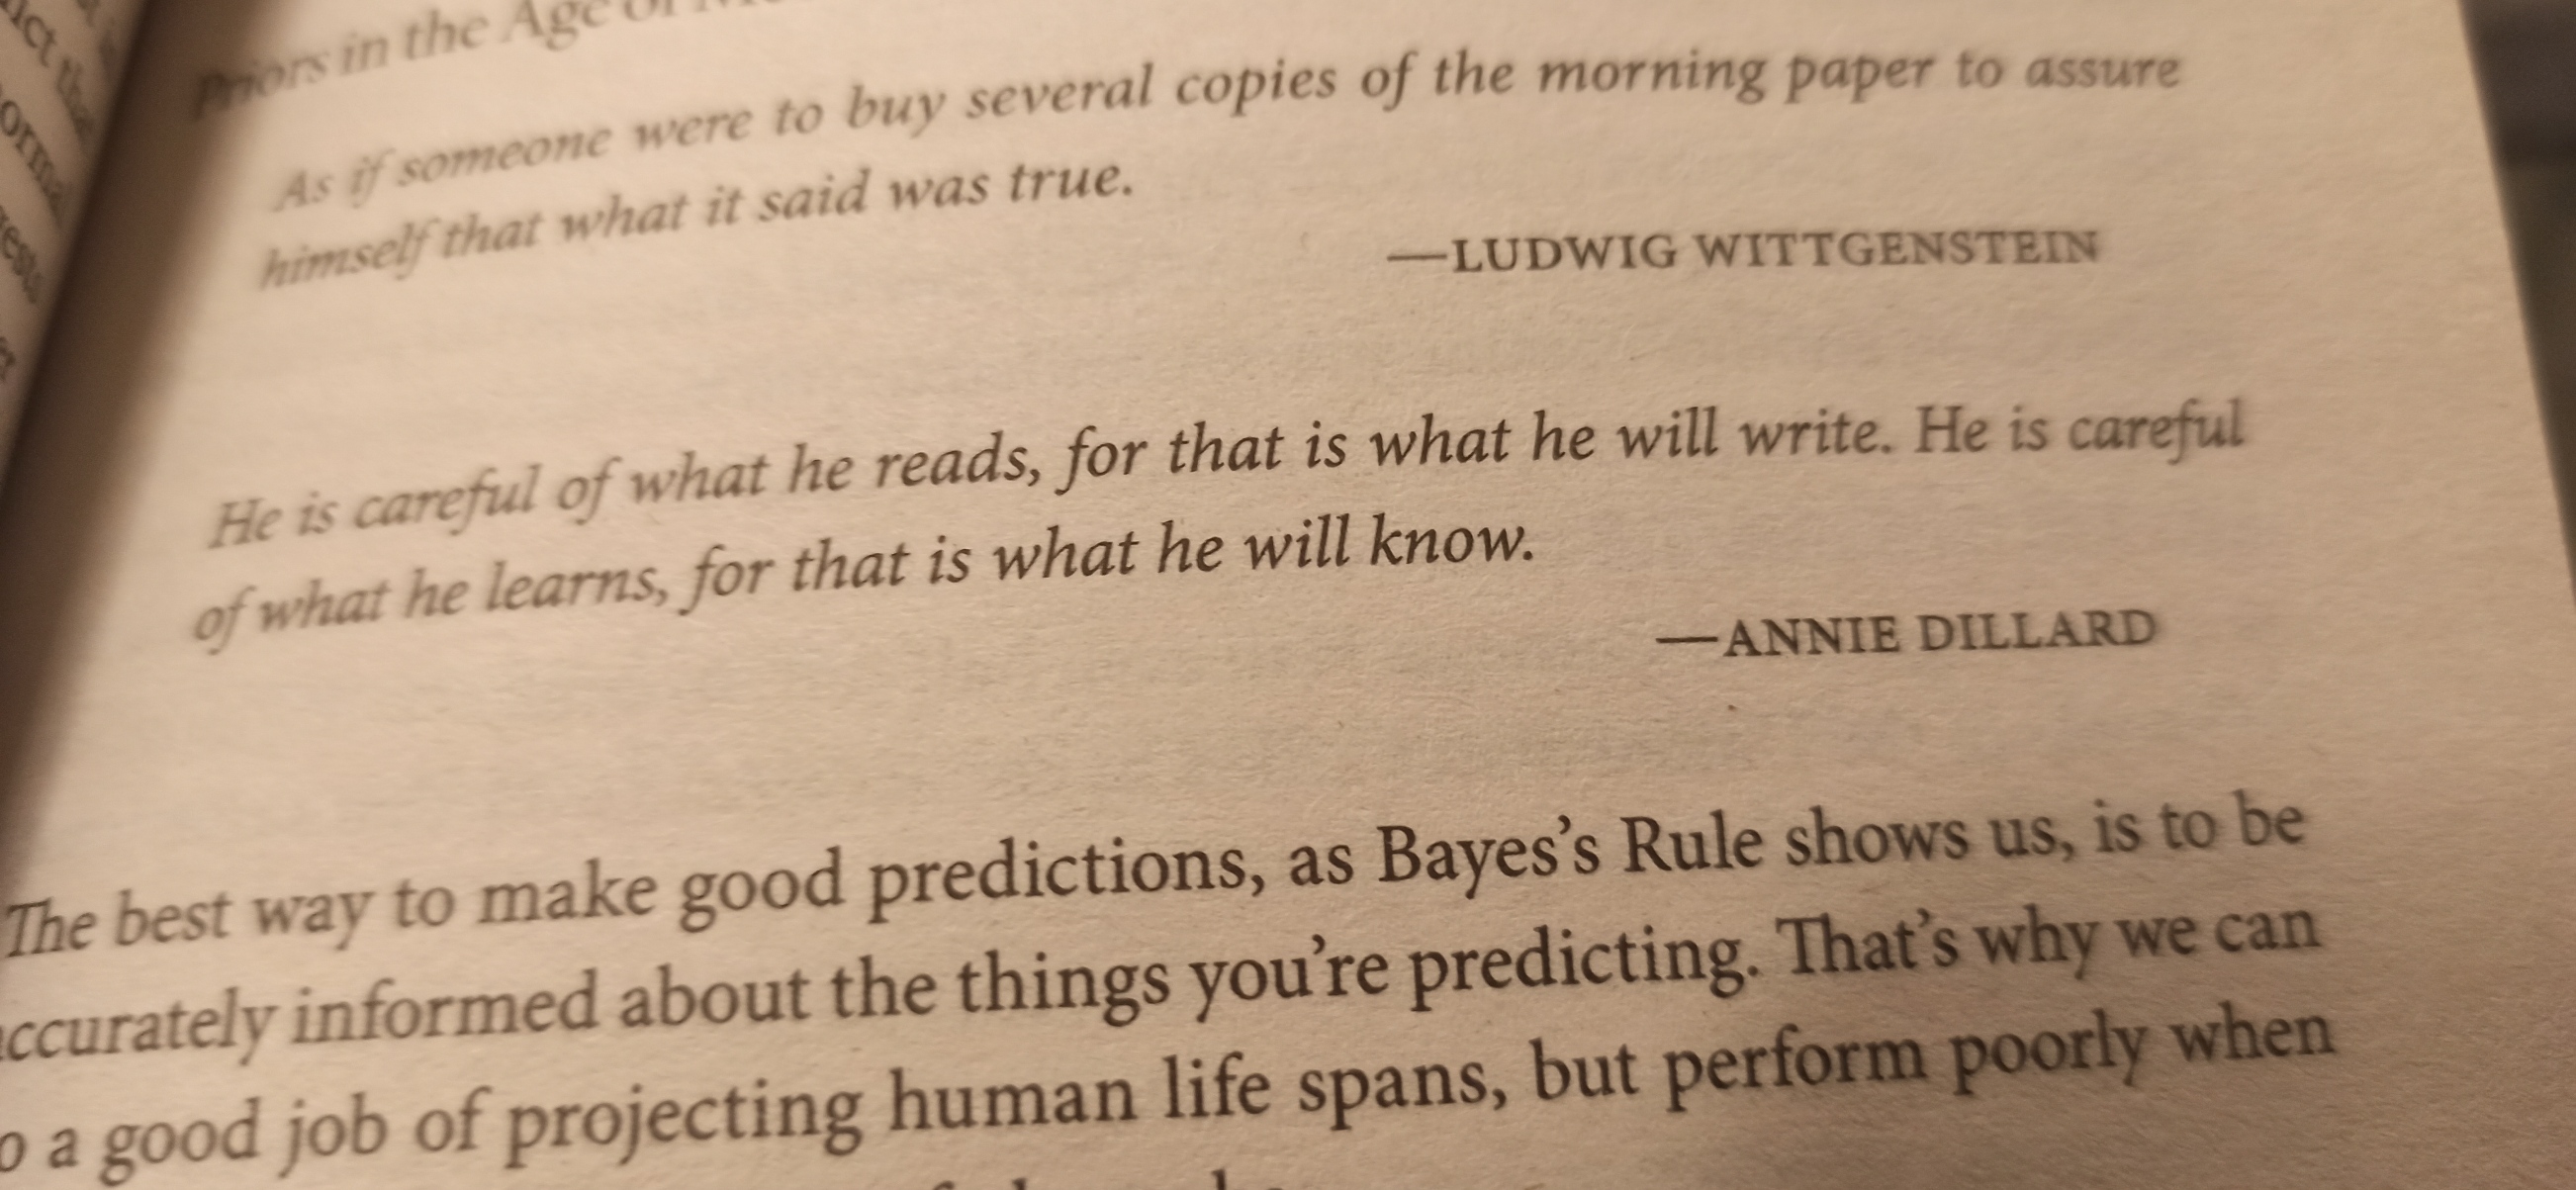 Priors in the Age of
As if someone were to buy several copies of the morning paper to assure
himself that what it said was true.
—LUDWIG WITTGENSTEIN
He is careful of what he reads, for that is what he will write. He is careful
of what he learns, for that is what he will know.
—ANNIE DILLARD
The best way to make good predictions, as Bayes’s Rule shows us, is to be
accurately informed about the things you’re predicting. That’s why we can
a good job of projecting human life spans, but perform poorly when